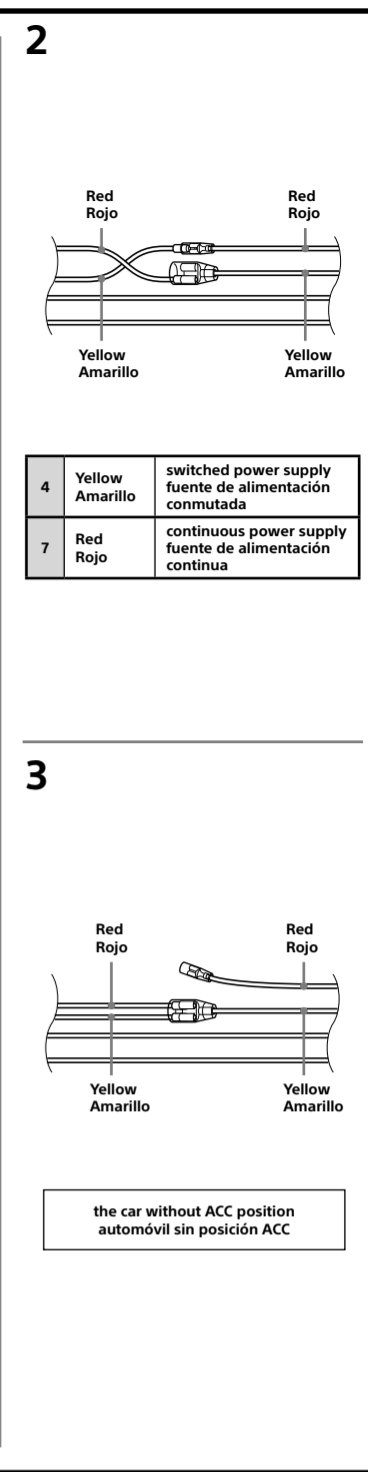 2
Red
Rojo
Red
Rojo
Yellow
Amarillo
Yellow
Amarillo
4
Yellow
Amarillo
switched power supply
fuente de alimentación
conmutada
7
Red
Rojo
continuous power supply
fuente de alimentación
continua
3
Red
Rojo
Red
Rojo
Yellow
Amarillo
Yellow
Amarillo
the car without ACC position
automóvil sin posición ACC